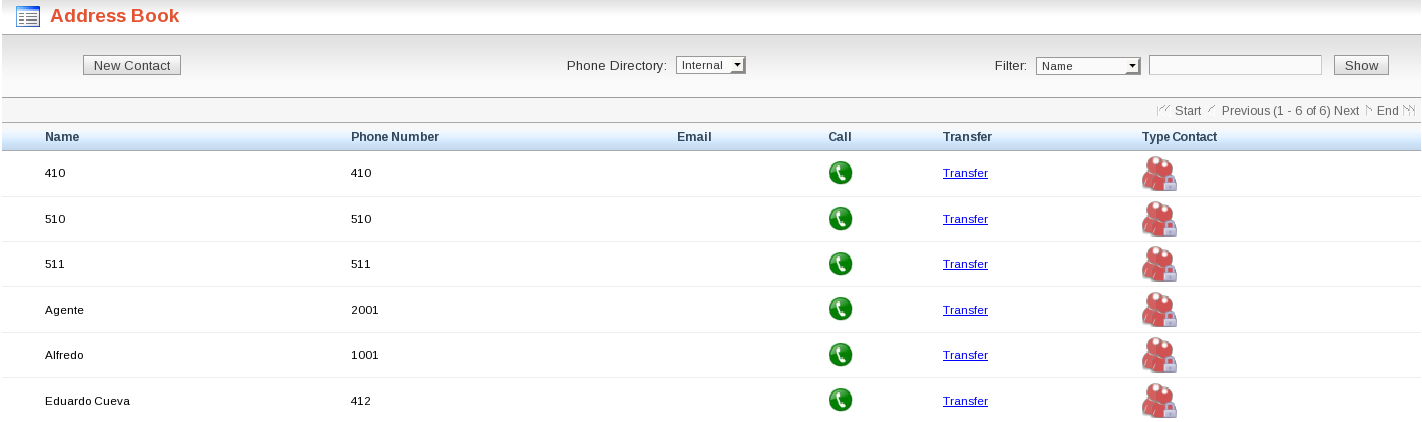 Address Book
New Contact Phone Directory: Internal Filter: Name Show
Start Previous (1 - 6 of 6) Next End
Name Phone Number Email Call Transfer Type Contact
410 410 Transfer
510 510 Transfer
511 511 Transfer
Agente 2001 Transfer
Alfredo 1001 Transfer
Eduardo Cueva 412 Transfer